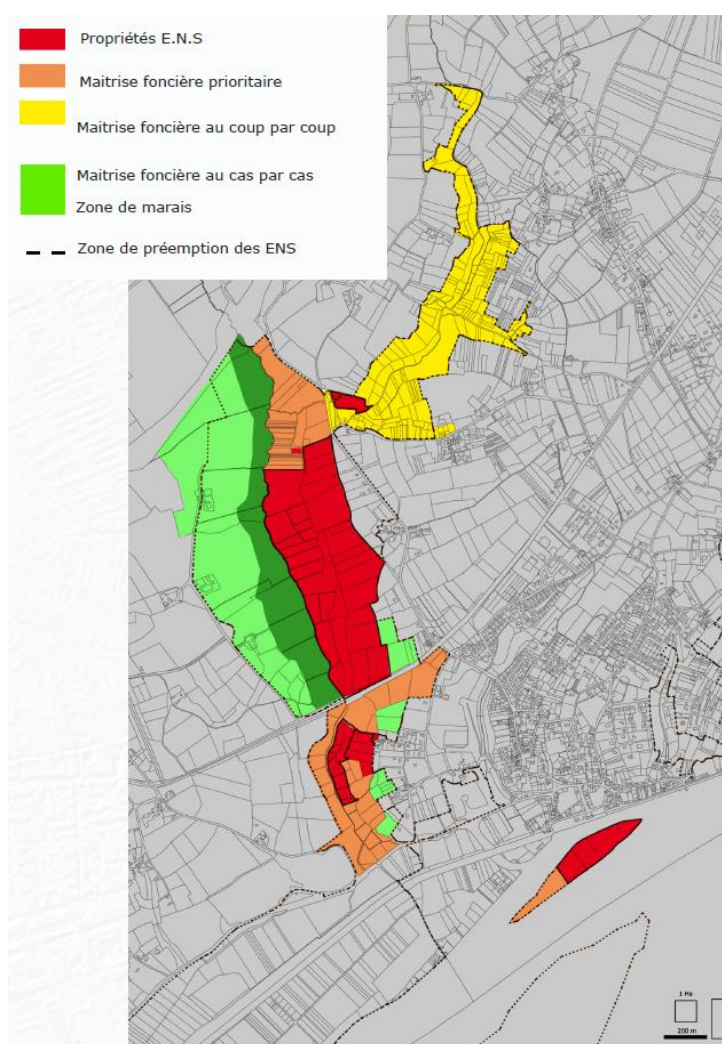 Propriétés E.N.S
Maitrise foncière prioritaire
Maitrise foncière au coup par coup
Maitrise foncière au cas par cas
Zone de marais
Zone de préemption des ENS
1 Ha
200 m